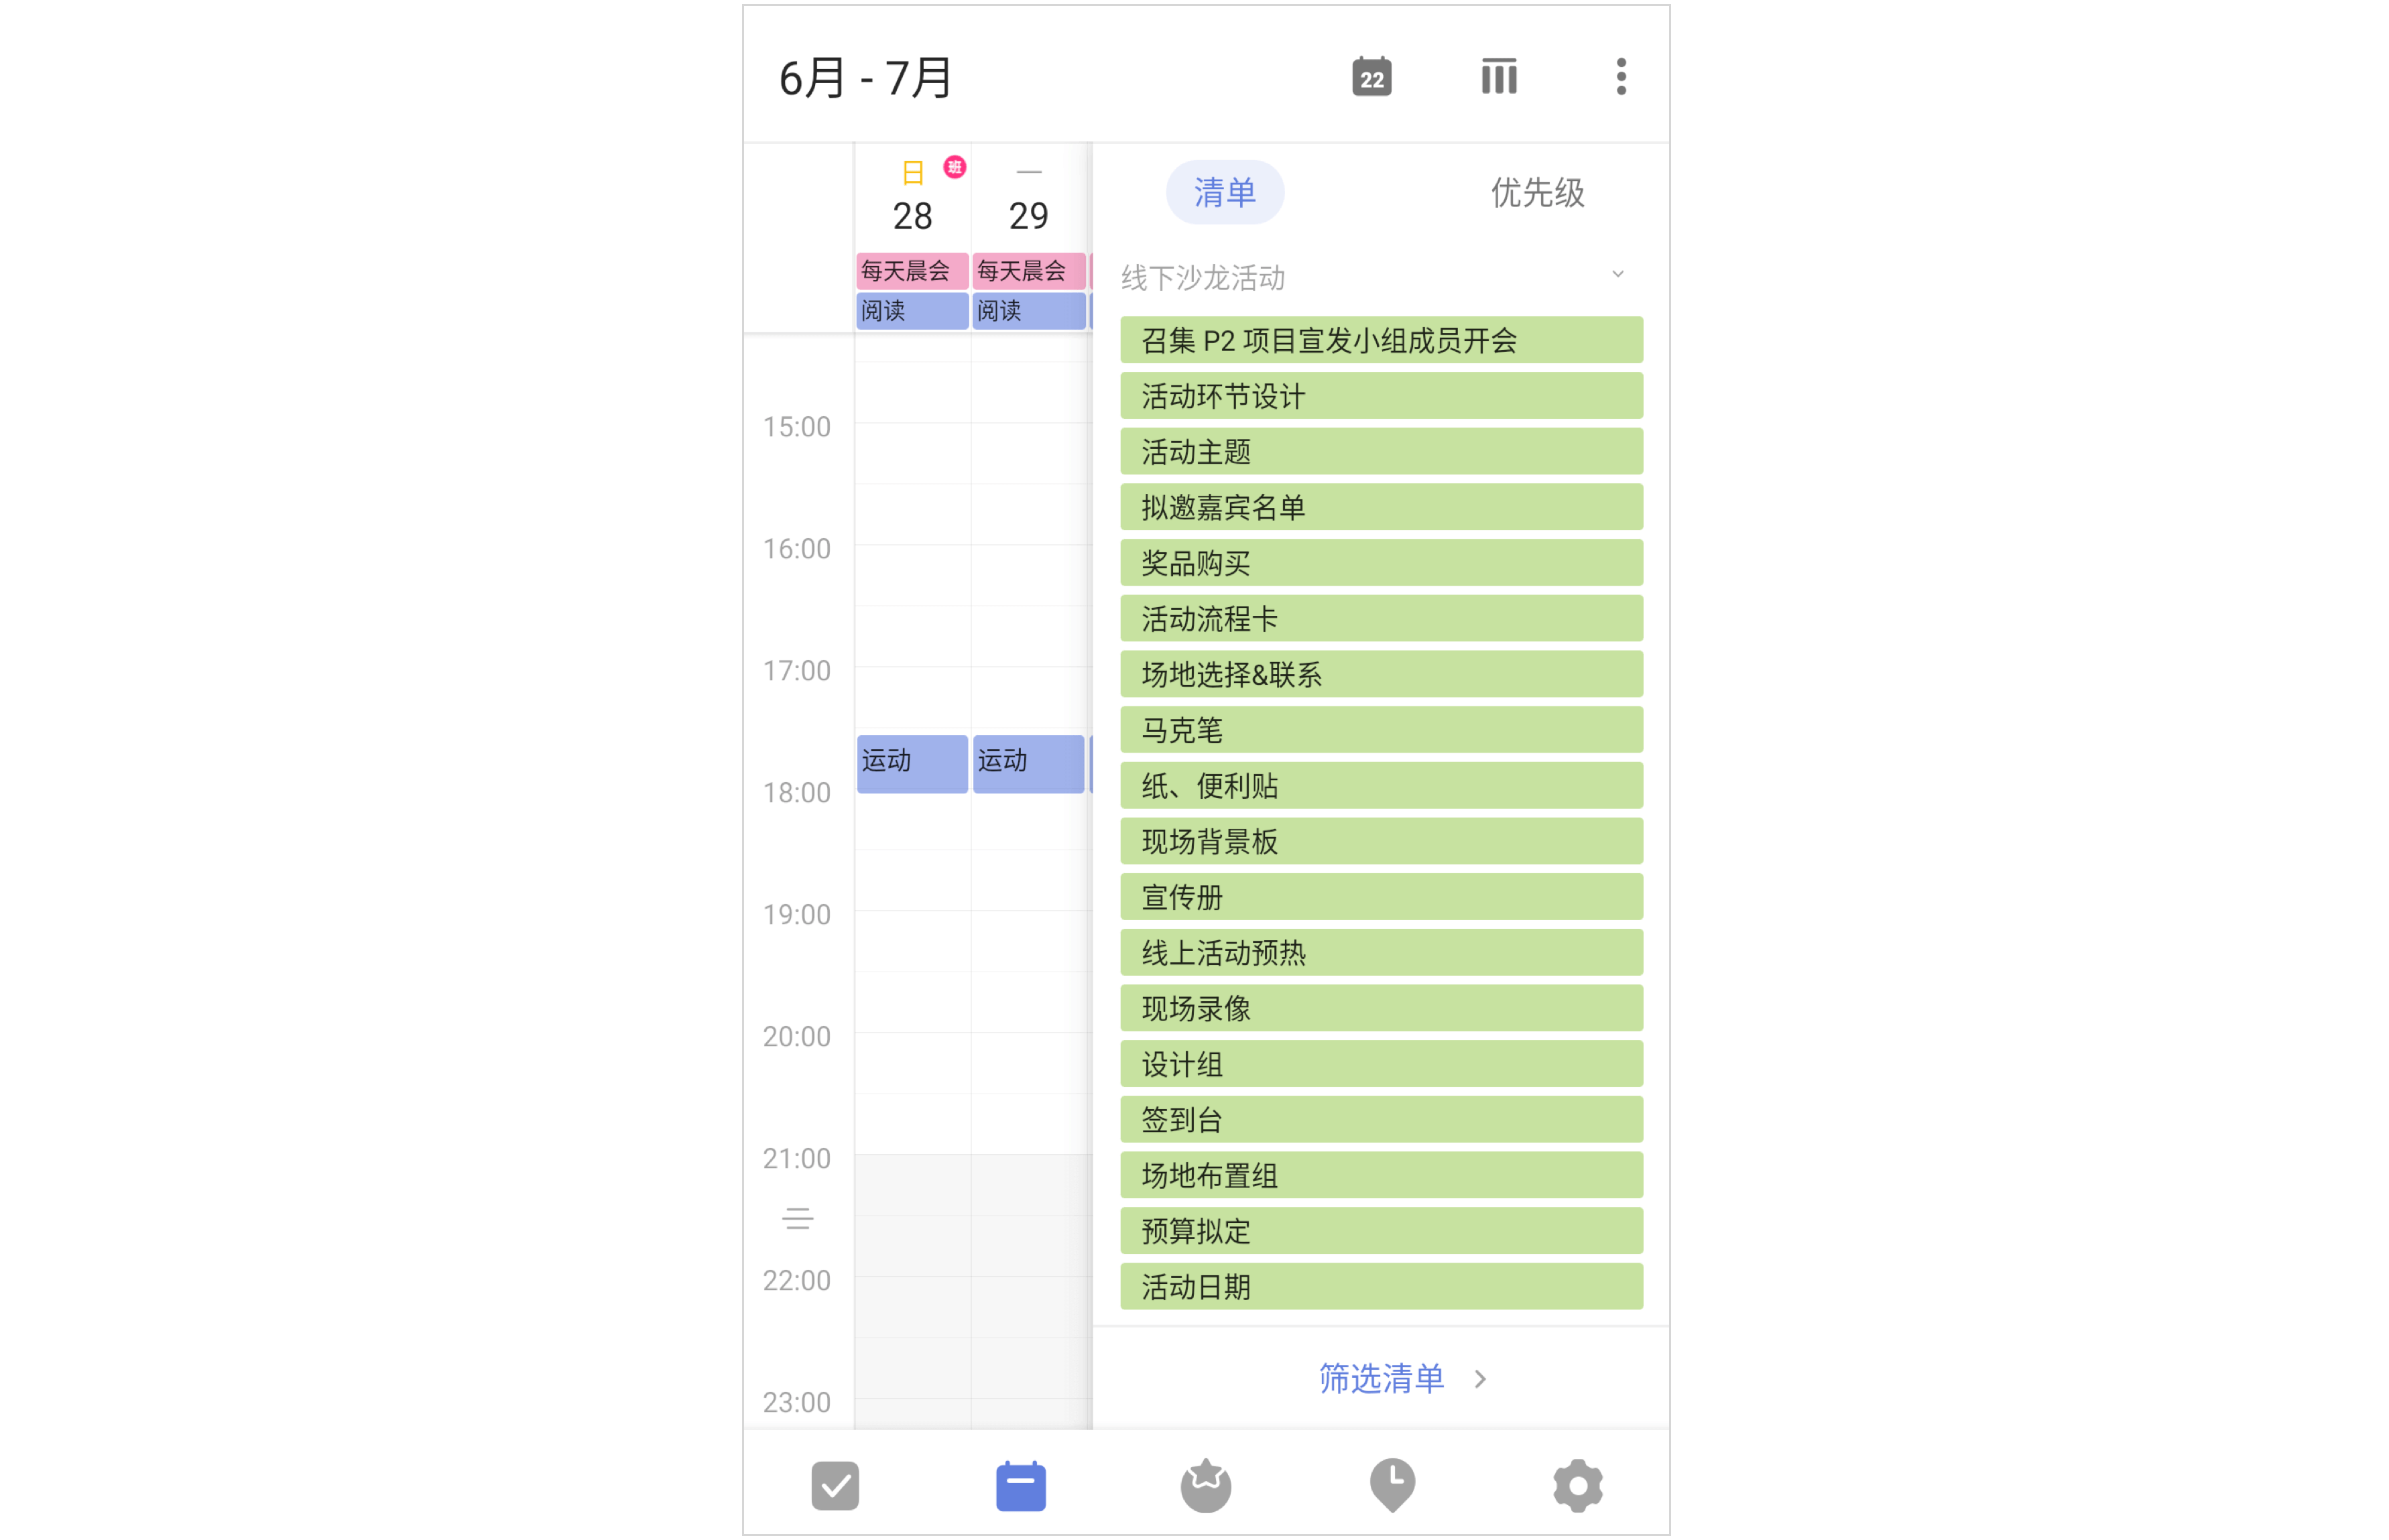 6月 - 7月
22
日 班 一
28 29
每天晨会 每天晨会
阅读 阅读
15:00
16:00
17:00
运动 运动
18:00
19:00
20:00
21:00
22:00
23:00
清单 优先级
线下沙龙活动
召集 P2 项目宣发小组成员开会
活动环节设计
活动主题
拟邀嘉宾名单
奖品购买
活动流程卡
场地选择&联系
马克笔
纸、便利贴
现场背景板
宣传册
线上活动预热
现场录像
设计组
签到台
场地布置组
预算拟定
活动日期
筛选清单